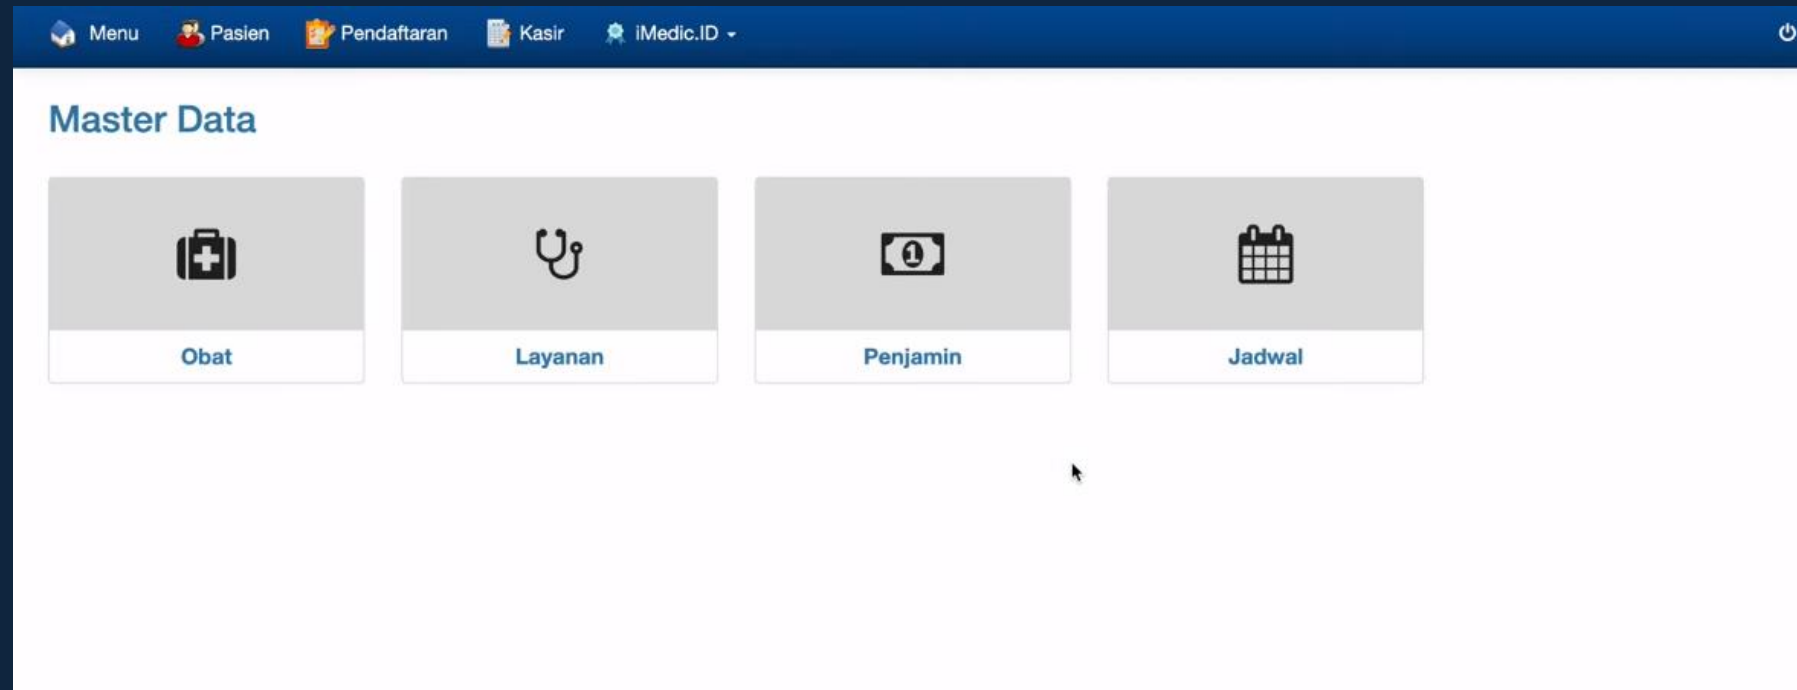 Menu Pasien Pendaftaran Kasir iMedic.ID
Master Data
Obat Layanan Penjamin Jadwal